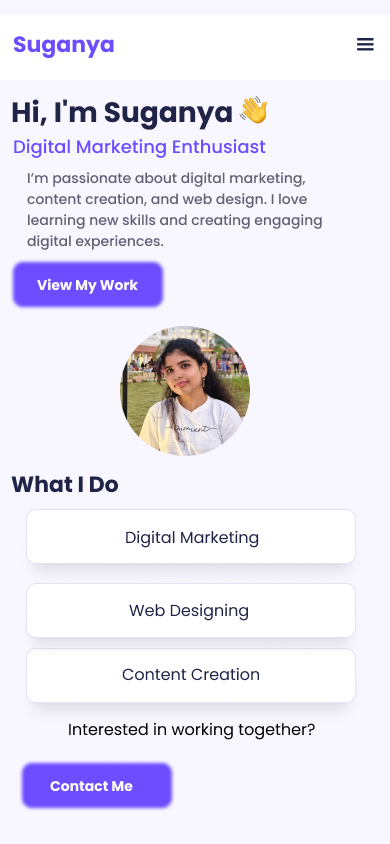 Suganya
Hi, I'm Suganya 👋
Digital Marketing Enthusiast
I’m passionate about digital marketing,
content creation, and web design. I love
learning new skills and creating engaging
digital experiences.
View My Work
What I Do
Digital Marketing
Web Designing
Content Creation
Interested in working together?
Contact Me